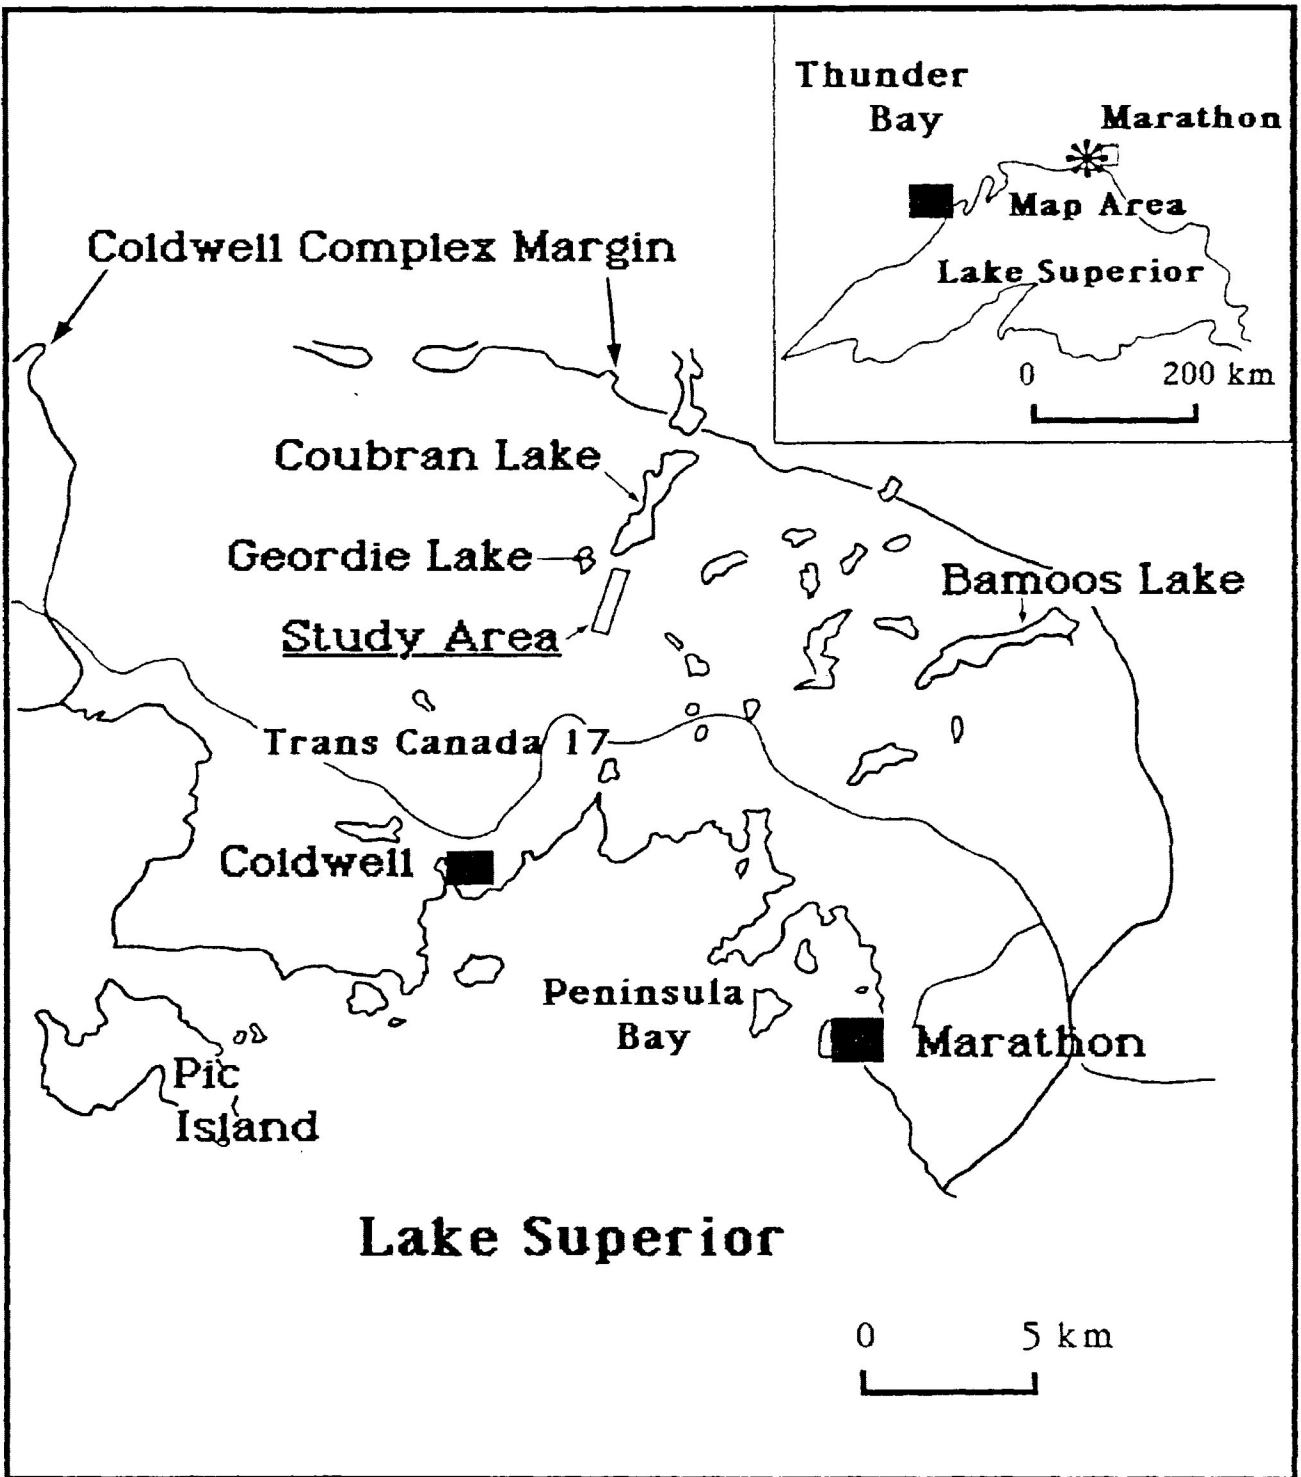 Thunder
Bay
Marathon
Map Area
Lake Superior
0 200 km
Coldwell Complex Margin
Coubran Lake
Geordie Lake
Bamoos Lake
Study Area
Trans Canada 17
Coldwell
Peninsula
Bay
Marathon
Pic
Island
Lake Superior
0 5 km